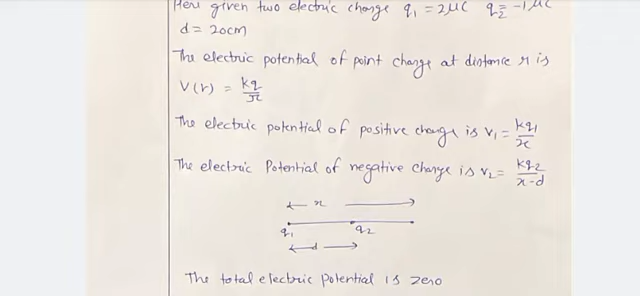 Here given two electric charge q₁ = 2μC q₂ = -1μC
d = 20cm
The electric potential of point charge at distance r is
V(r) = kq/r
The electric potential of positive charge is v₁ = kq₁/x
The electric Potential of negative charge is v₂ = kq₂/x-d
x
q₁ q₂
d
The total electric potential is zero